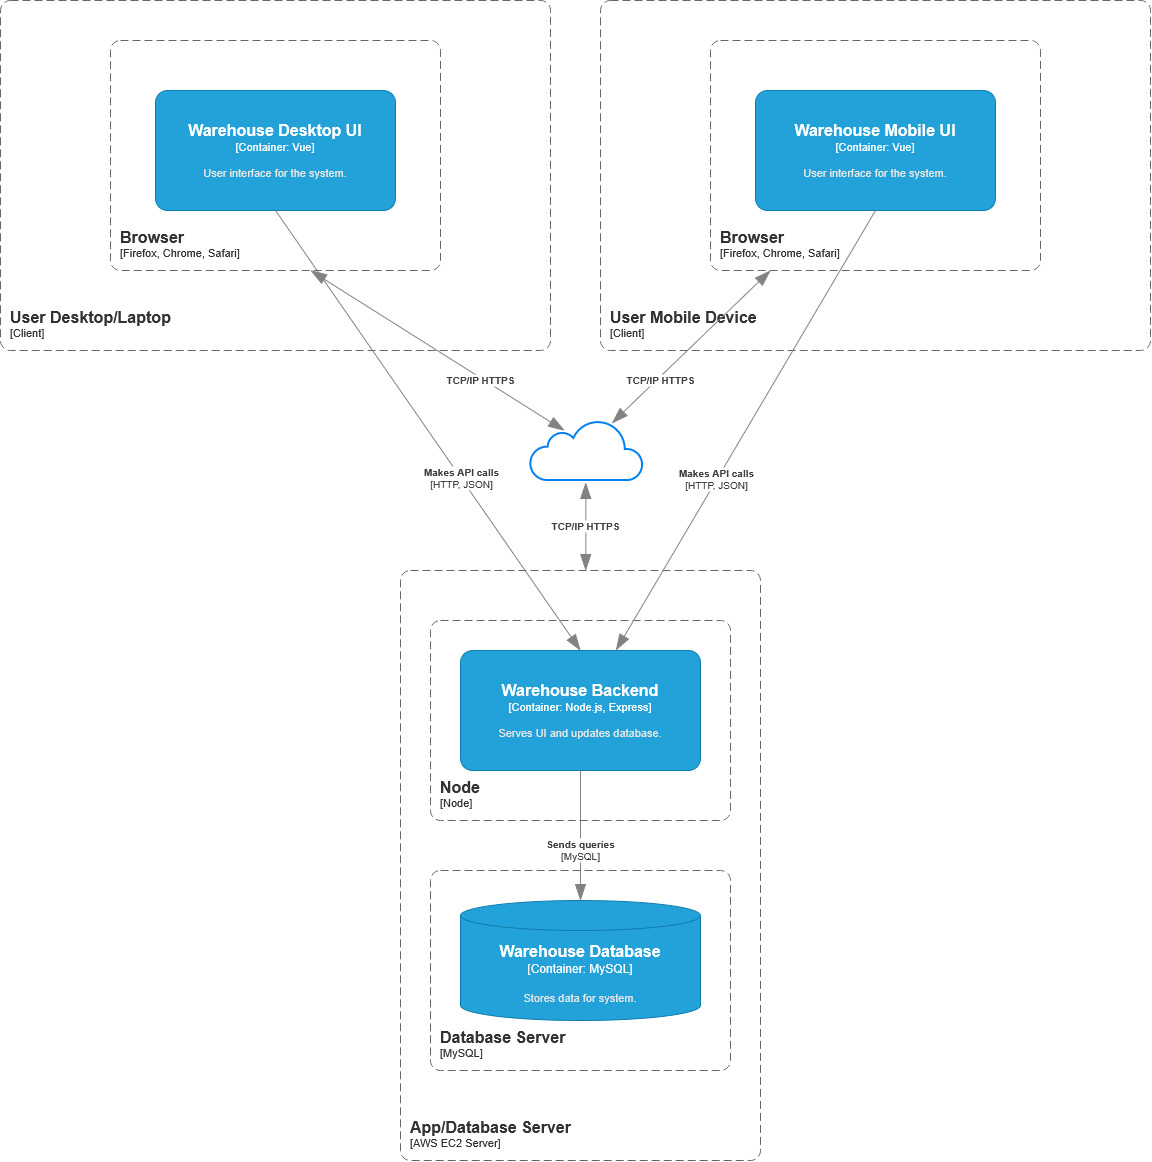 Warehouse Desktop UI
[Container: Vue]
User interface for the system.
Browser
[Firefox, Chrome, Safari]
User Desktop/Laptop
[Client]
Warehouse Mobile UI
[Container: Vue]
User interface for the system.
Browser
[Firefox, Chrome, Safari]
User Mobile Device
[Client]
TCP/IP HTTPS
TCP/IP HTTPS
Makes API calls
[HTTP, JSON]
Makes API calls
[HTTP, JSON]
TCP/IP HTTPS
Warehouse Backend
[Container: Node.js, Express]
Serves UI and updates database.
Node
[Node]
Sends queries
[MySQL]
Warehouse Database
[Container: MySQL]
Stores data for system.
Database Server
[MySQL]
App/Database Server
[AWS EC2 Server]